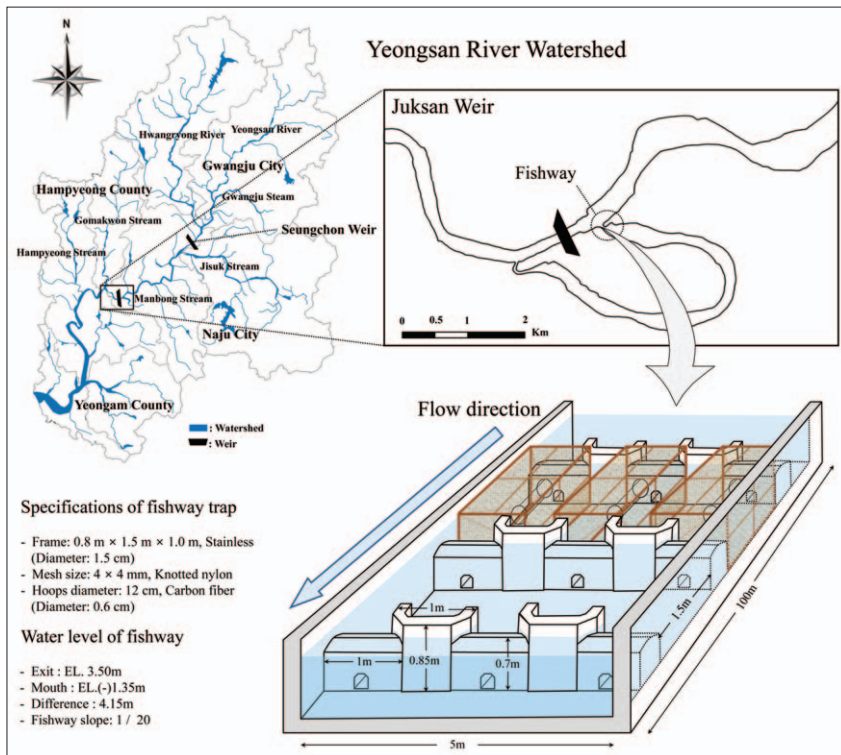 Yeongsan River Watershed
N
Juksan Weir
Hwangryong River
Yeongsan River
Gwangju City
Fishway
Hampyeong County
Gwangju Steam
Gomakwon Stream
Seungchon Weir
Hampyeong Stream
Jisuk Stream
Manbong Stream
Naju City
0 0.5 1 2
Km
Yeongam County
: Watershed
: Weir
Flow direction
Specifications of fishway trap
- Frame: 0.8 m × 1.5 m × 1.0 m, Stainless
(Diameter: 1.5 cm)
- Mesh size: 4 × 4 mm, Knotted nylon
- Hoops diameter: 12 cm, Carbon fiber
(Diameter: 0.6 cm)
Water level of fishway
- Exit : EL. 3.50m
- Mouth : EL.(-)1.35m
- Difference : 4.15m
- Fishway slope: 1 / 20
1m
1m
0.85m
0.7m
1.5m
100m
5m